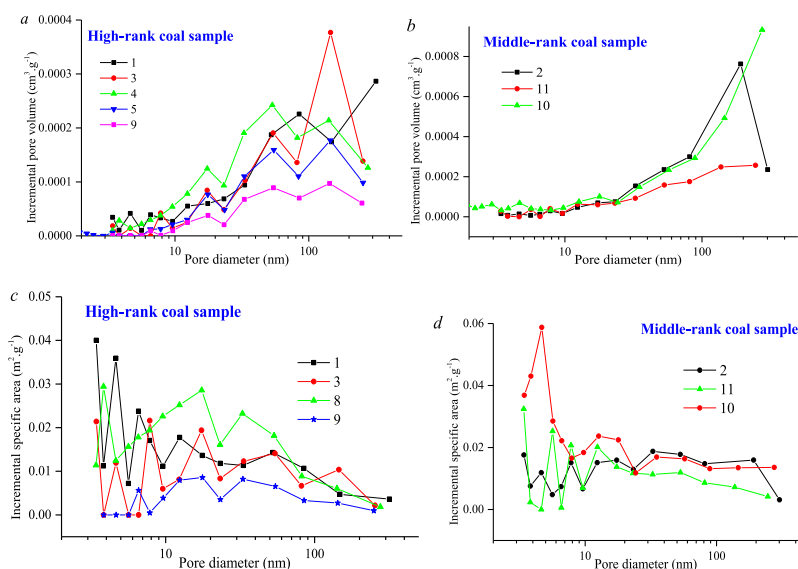 a
High-rank coal sample
1
3
4
5
9
0.0004
0.0003
0.0002
0.0001
0.0000
Incremental pore volume (cm³.g⁻¹)
10
100
Pore diameter (nm)
b
Middle-rank coal sample
2
11
10
0.0008
0.0006
0.0004
0.0002
0.0000
Incremental pore volume (cm³.g⁻¹)
10
100
Pore diameter (nm)
c
High-rank coal sample
1
3
8
9
0.05
0.04
0.03
0.02
0.01
0.00
Incremental specific area (m².g⁻¹)
10
100
Pore diameter (nm)
d
Middle-rank coal sample
2
11
10
0.06
0.04
0.02
0.00
Incremental specific area (m².g⁻¹)
10
100
Pore diameter (nm)